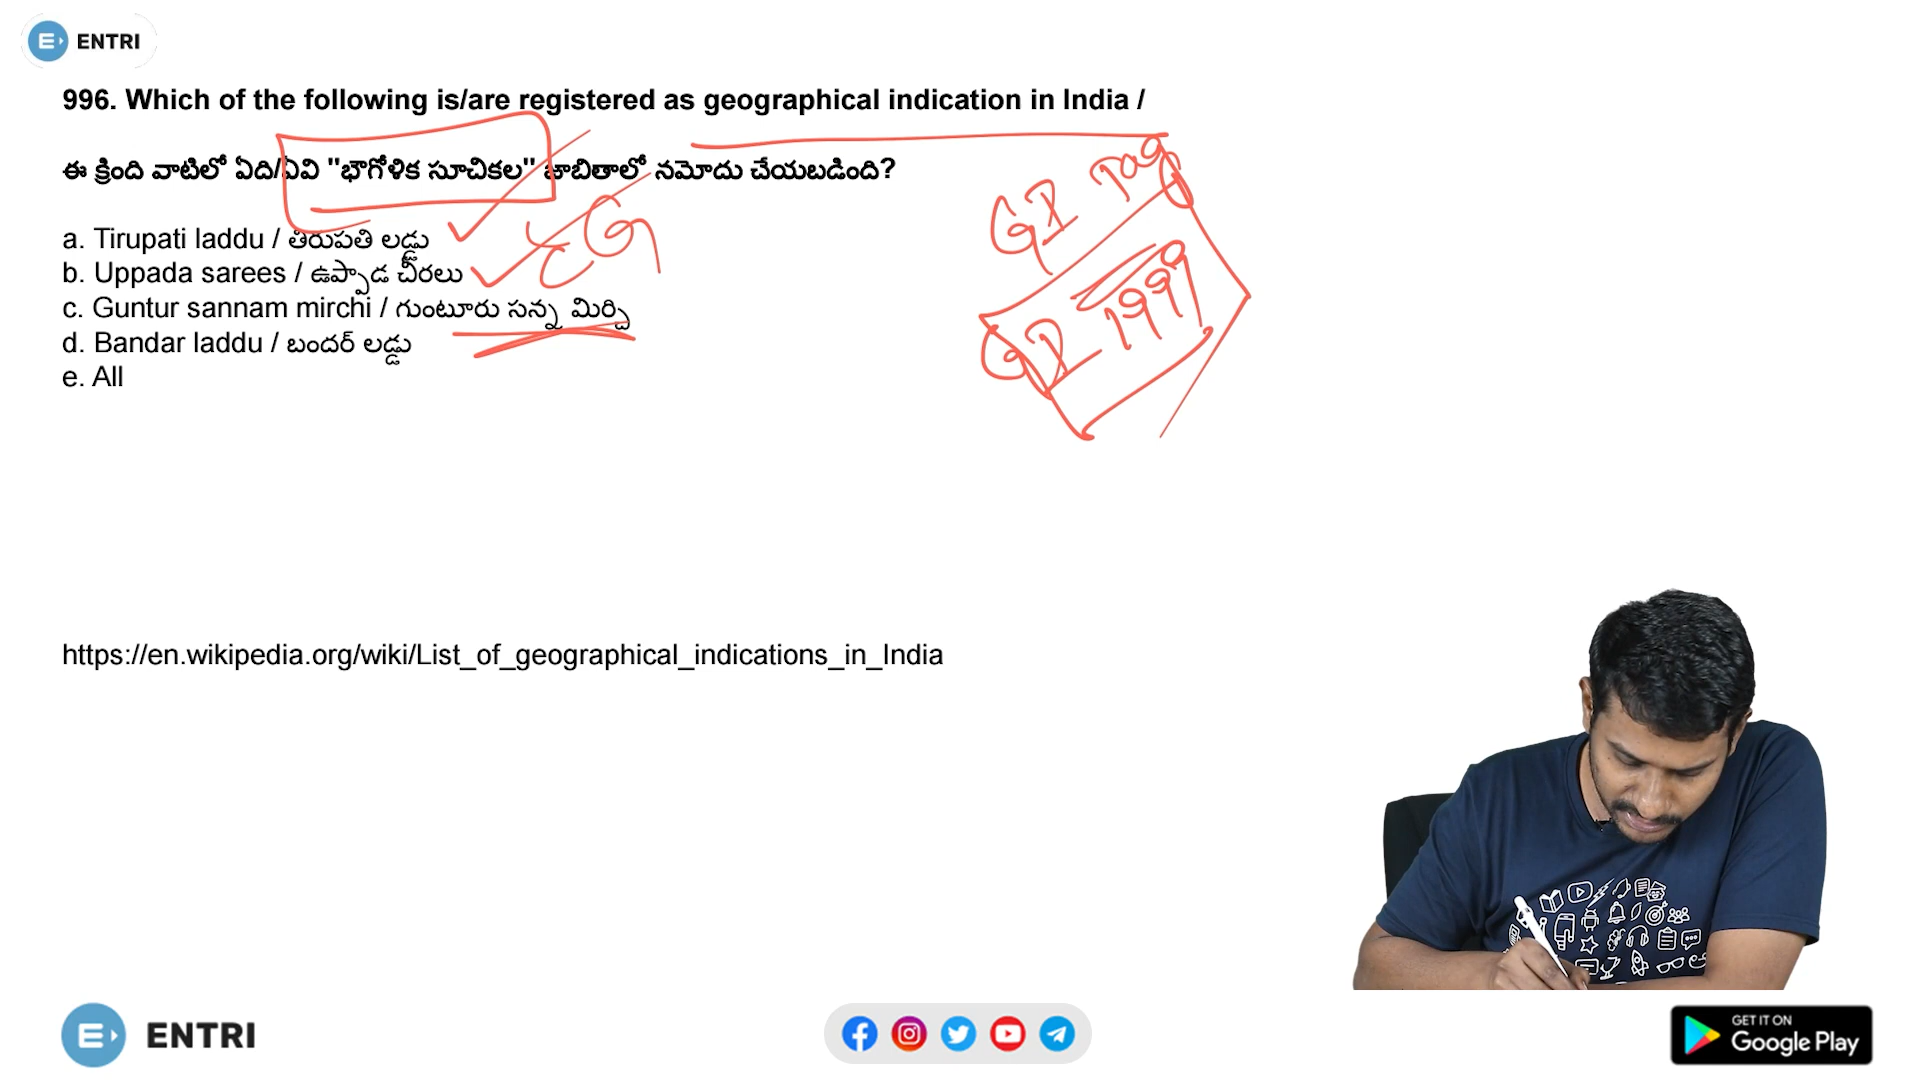 ENTRI
996. Which of the following is/are registered as geographical indication in India /
ఈ క్రింది వాటిలో ఏది/ఏవి "భౌగోళిక సూచికల" జాబితాలో నమోదు చేయబడింది?
GI Tag
a. Tirupati laddu / తిరుపతి లడ్డు
EG
b. Uppada sarees / ఉప్పాడ చీరలు
c. Guntur sannam mirchi / గుంటూరు సన్న మిర్చి
GI 1999
d. Bandar laddu / బందర్ లడ్డు
e. All
https://en.wikipedia.org/wiki/List_of_geographical_indications_in_India
ENTRI
GET IT ON
Google Play